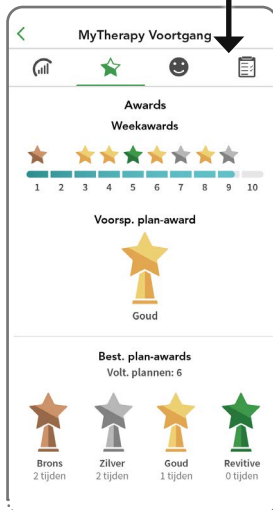 MyTherapy Voortgang
Awards
Weekawards
1 2 3 4 5 6 7 8 9 10
Voorsp. plan-award
Goud
Best. plan-awards
Volt. plannen: 6
Brons Zilver Goud Revitive
2 tijden 2 tijden 1 tijden 0 tijden